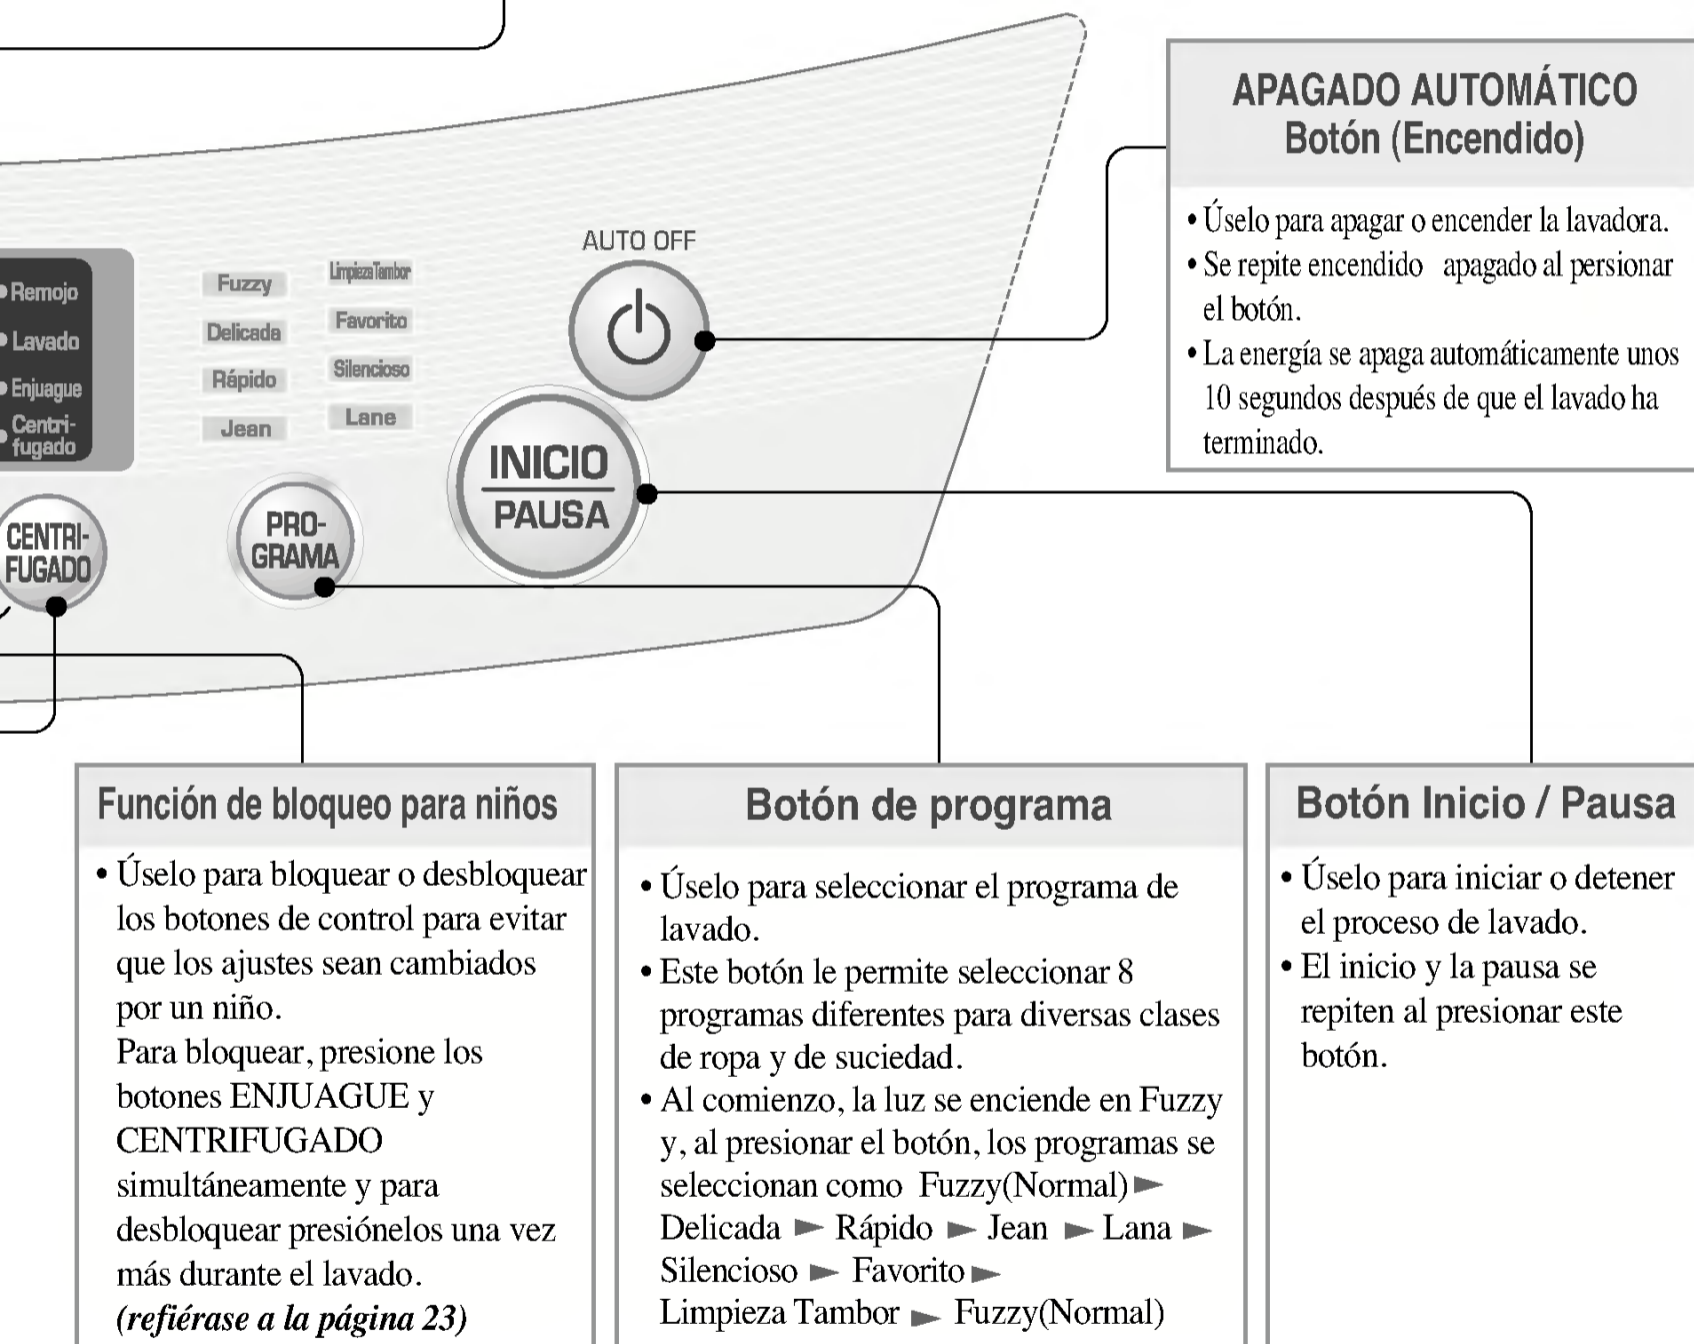 APAGADO AUTOMÁTICO
Botón (Encendido)
• Úselo para apagar o encender la lavadora.
• Se repite encendido apagado al persionar
el botón.
• La energía se apaga automáticamente unos
10 segundos después de que el lavado ha
terminado.
AUTO OFF
Remojo
Lavado
Enjuague
Centri-
fugado
Fuzzy
Delicada
Rápido
Jean
LimpiezaTambor
Favorito
Silencioso
Lane
INICIO
PAUSA
PRO-
GRAMA
CENTRI-
FUGADO
Función de bloqueo para niños
• Úselo para bloquear o desbloquear
los botones de control para evitar
que los ajustes sean cambiados
por un niño.
Para bloquear, presione los
botones ENJUAGUE y
CENTRIFUGADO
simultáneamente y para
desbloquear presiónelos una vez
más durante el lavado.
(refiérase a la página 23)
Botón de programa
• Úselo para seleccionar el programa de
lavado.
• Este botón le permite seleccionar 8
programas diferentes para diversas clases
de ropa y de suciedad.
• Al comienzo, la luz se enciende en Fuzzy
y, al presionar el botón, los programas se
seleccionan como Fuzzy(Normal) ►
Delicada ► Rápido ► Jean ► Lana ►
Silencioso ► Favorito ►
Limpieza Tambor ► Fuzzy(Normal)
Botón Inicio / Pausa
• Úselo para iniciar o detener
el proceso de lavado.
• El inicio y la pausa se
repiten al presionar este
botón.